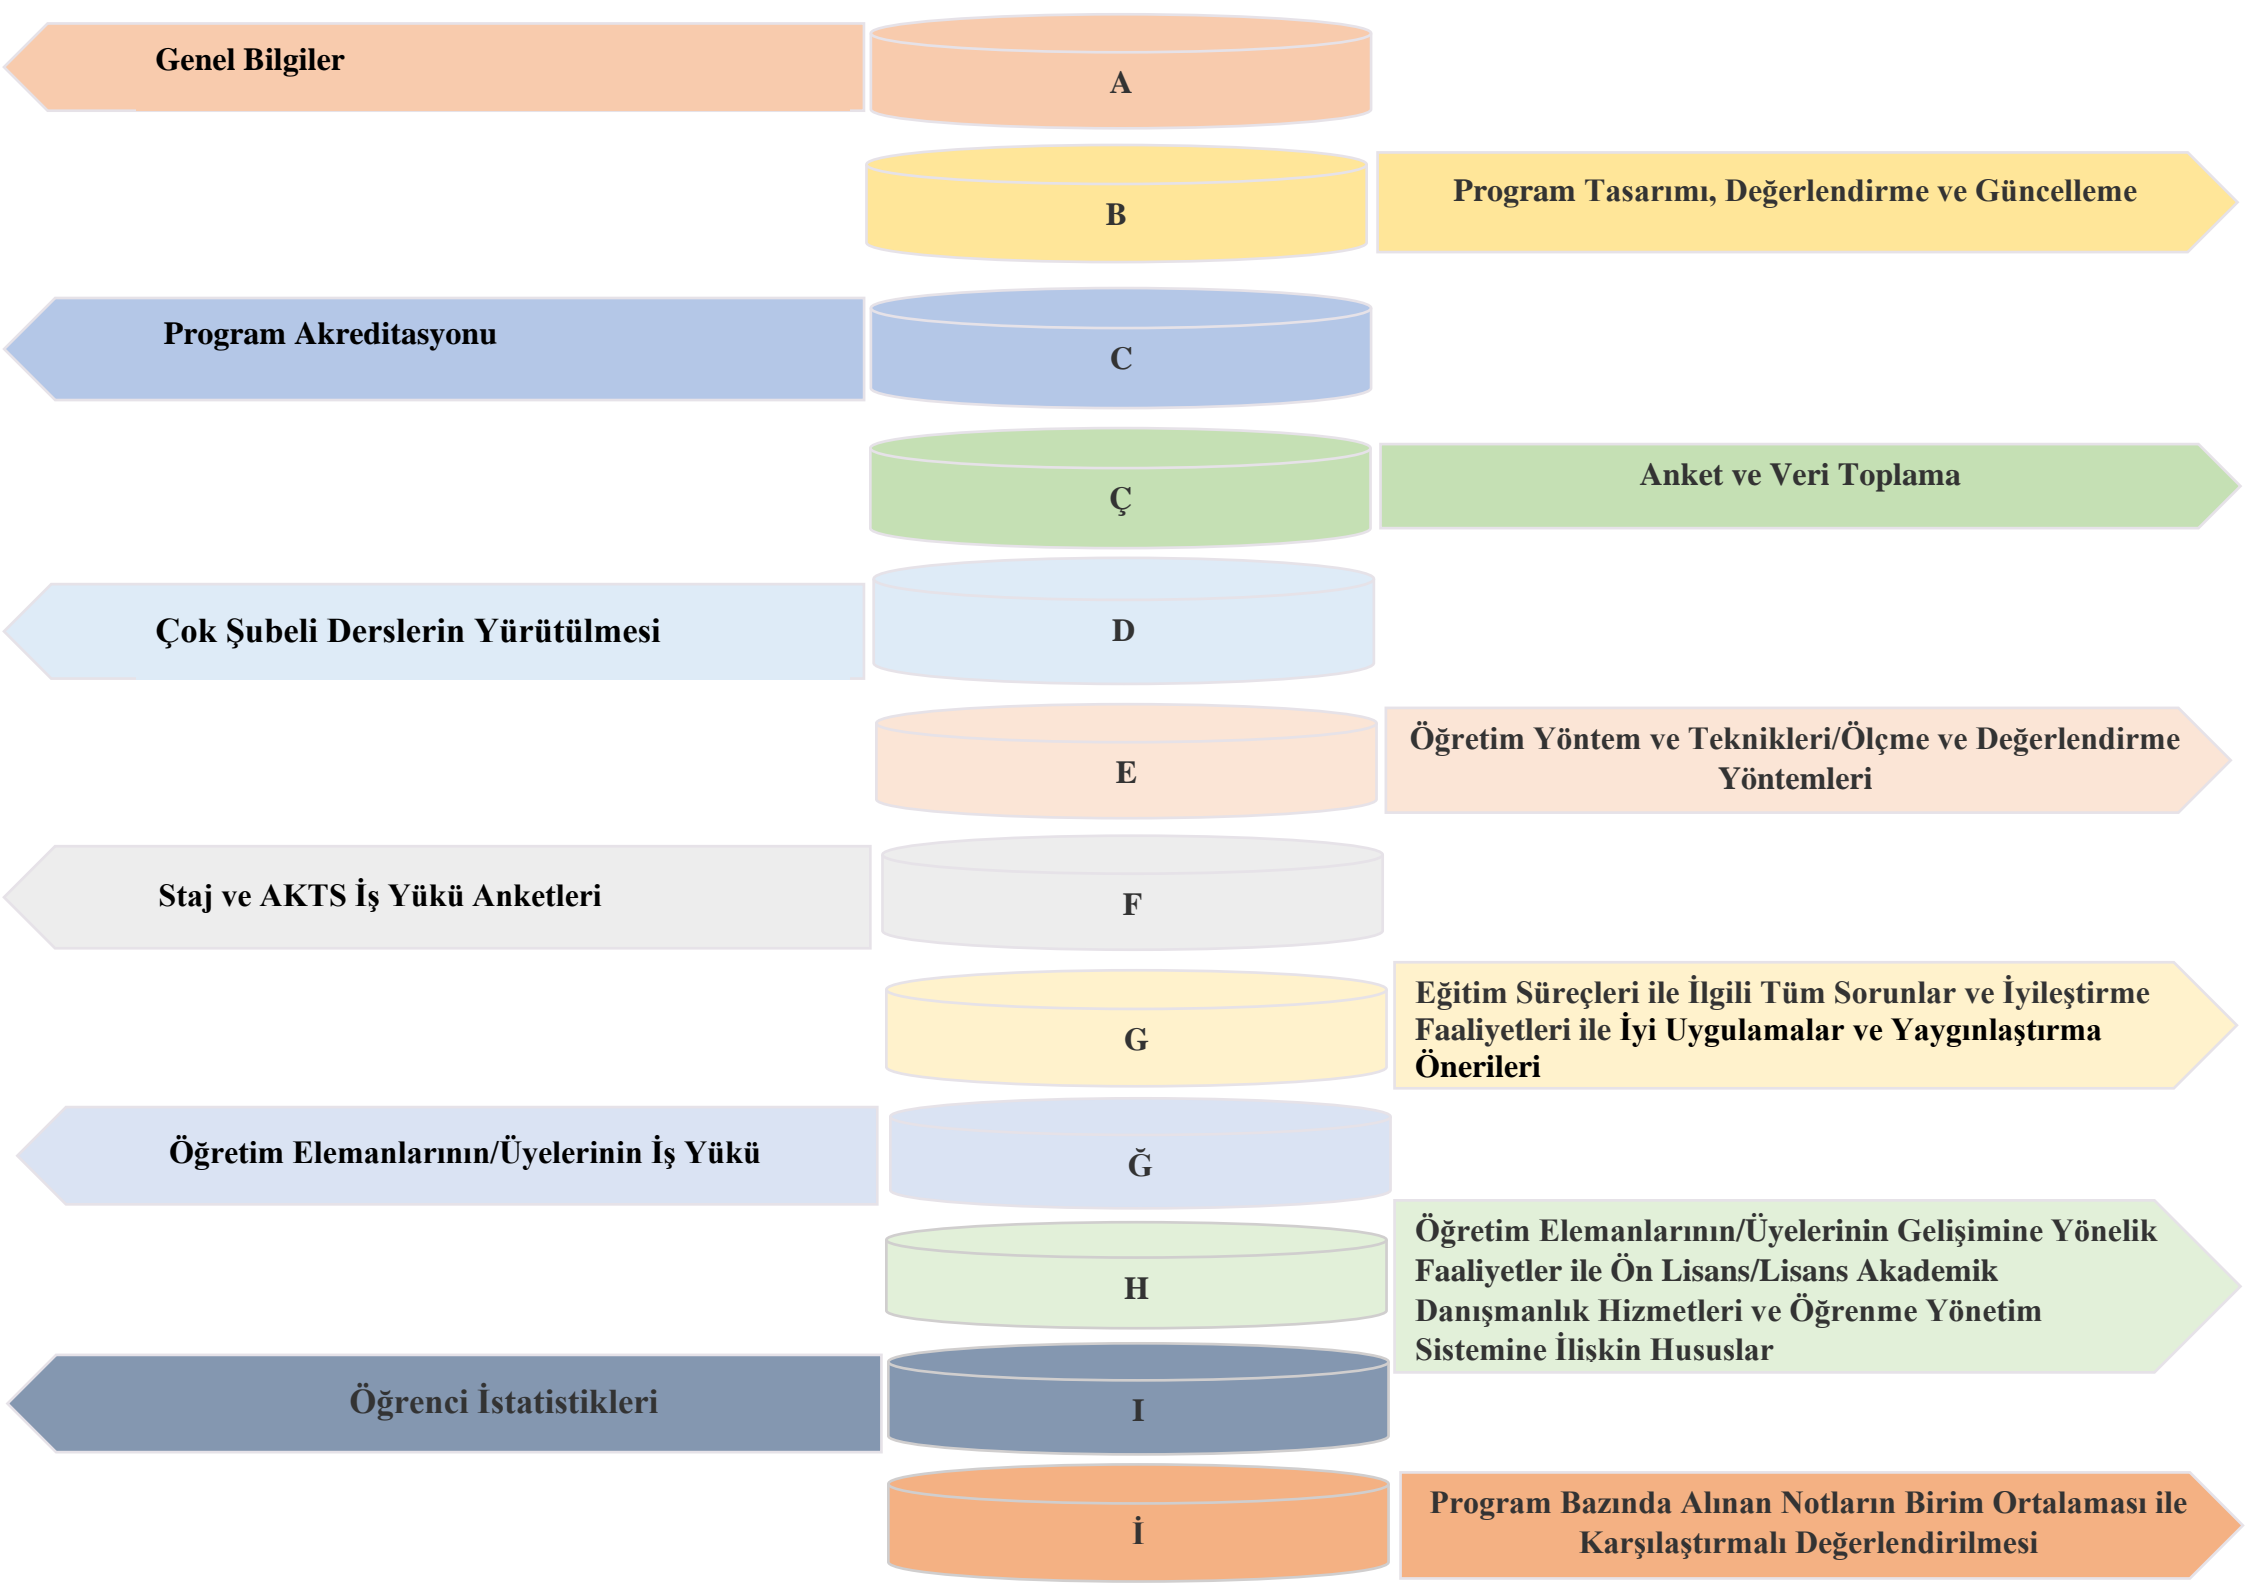 Genel Bilgiler
A
B
Program Tasarımı, Değerlendirme ve Güncelleme
Program Akreditasyonu
C
Ç
Anket ve Veri Toplama
Çok Şubeli Derslerin Yürütülmesi
D
E
Öğretim Yöntem ve Teknikleri/Ölçme ve Değerlendirme
Yöntemleri
Staj ve AKTS İş Yükü Anketleri
F
G
Eğitim Süreçleri ile İlgili Tüm Sorunlar ve İyileştirme
Faaliyetleri ile İyi Uygulamalar ve Yaygınlaştırma
Önerileri
Öğretim Elemanlarının/Üyelerinin İş Yükü
Ğ
H
Öğretim Elemanlarının/Üyelerinin Gelişimine Yönelik
Faaliyetler ile Ön Lisans/Lisans Akademik
Danışmanlık Hizmetleri ve Öğrenme Yönetim
Sistemine İlişkin Hususlar
Öğrenci İstatistikleri
I
İ
Program Bazında Alınan Notların Birim Ortalaması ile
Karşılaştırmalı Değerlendirilmesi